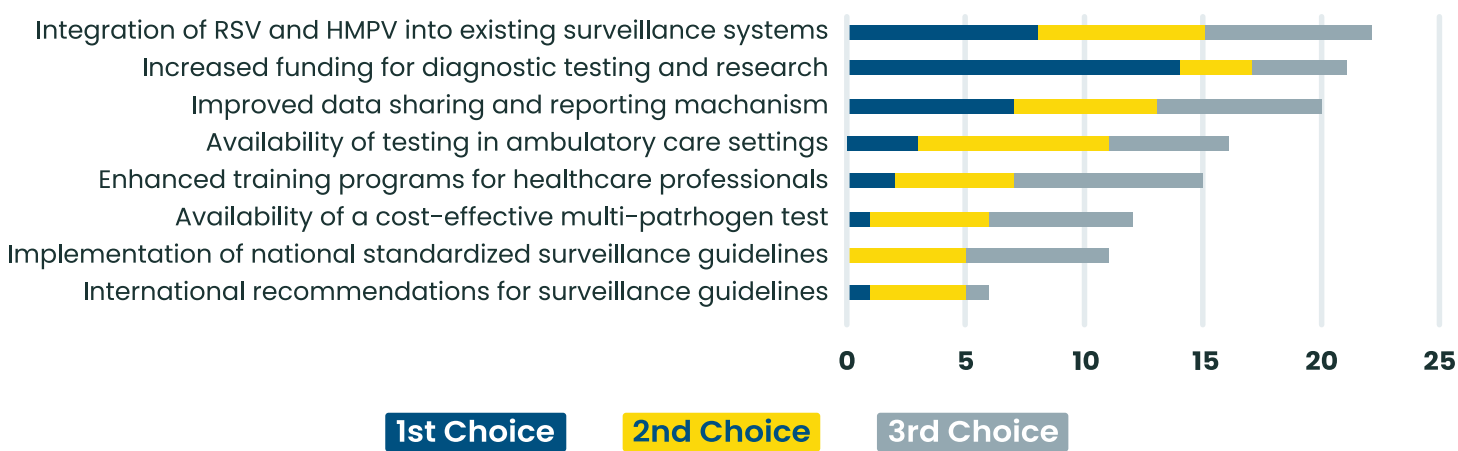 Integration of RSV and HMPV into existing surveillance systems
Increased funding for diagnostic testing and research
Improved data sharing and reporting machanism
Availability of testing in ambulatory care settings
Enhanced training programs for healthcare professionals
Availability of a cost-effective multi-patrhogen test
Implementation of national standardized surveillance guidelines
International recommendations for surveillance guidelines
0 5 10 15 20 25
1st Choice 2nd Choice 3rd Choice